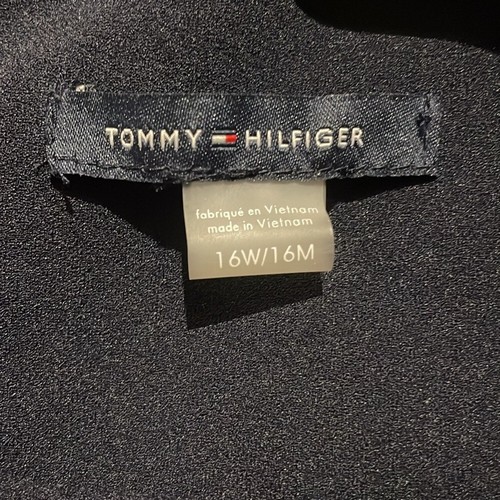 TOMMY HILFIGER
fabriqué en Vietnam
made in Vietnam
16W/16M